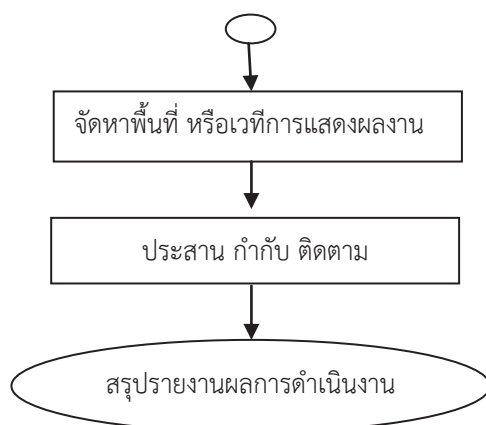 จัดหาพื้นที่ หรือเวทีการแสดงผลงาน
ประสาน กำกับ ติดตาม
สรุปรายงานผลการดำเนินงาน